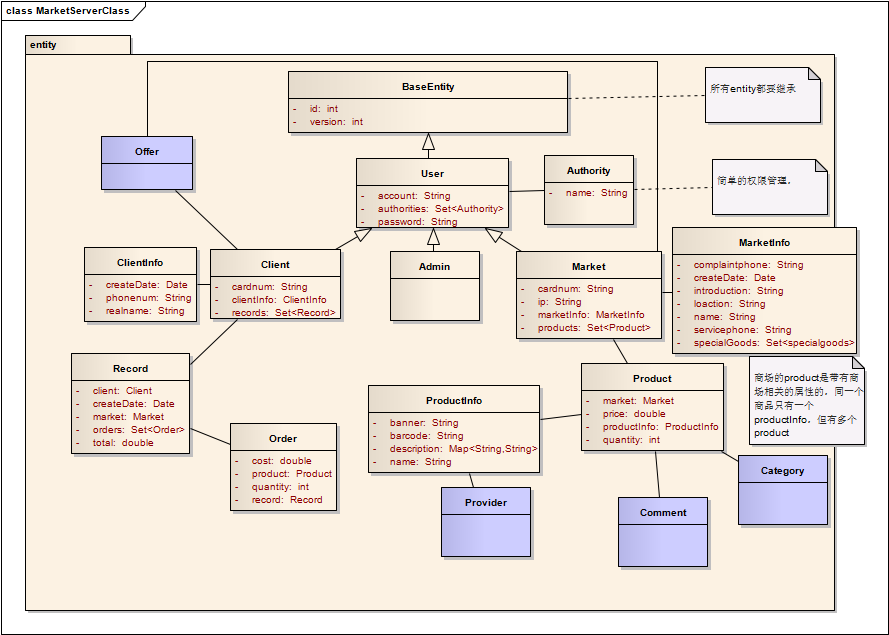 class MarketServerClass
entity
BaseEntity
- id: int
- version: int
所有entity都要继承
Offer
User
- account: String
- authorities: Set<Authority>
- password: String
Authority
- name: String
简单的权限管理。
ClientInfo
- createDate: Date
- phonenum: String
- realname: String
Client
- cardnum: String
- clientInfo: ClientInfo
- records: Set<Record>
Admin
Market
- cardnum: String
- ip: String
- marketInfo: MarketInfo
- products: Set<Product>
MarketInfo
- complaintphone: String
- createDate: Date
- introduction: String
- loaction: String
- name: String
- servicephone: String
- specialGoods: Set<specialgoods>
Record
- client: Client
- createDate: Date
- market: Market
- orders: Set<Order>
- total: double
Order
- cost: double
- product: Product
- quantity: int
- record: Record
ProductInfo
- banner: String
- barcode: String
- description: Map<String,String>
- name: String
Product
- market: Market
- price: double
- productInfo: ProductInfo
- quantity: int
商场的product是带有商
场相关的属性的。同一个
商品只有一个
productInfo，但有多个
product
Provider
Comment
Category